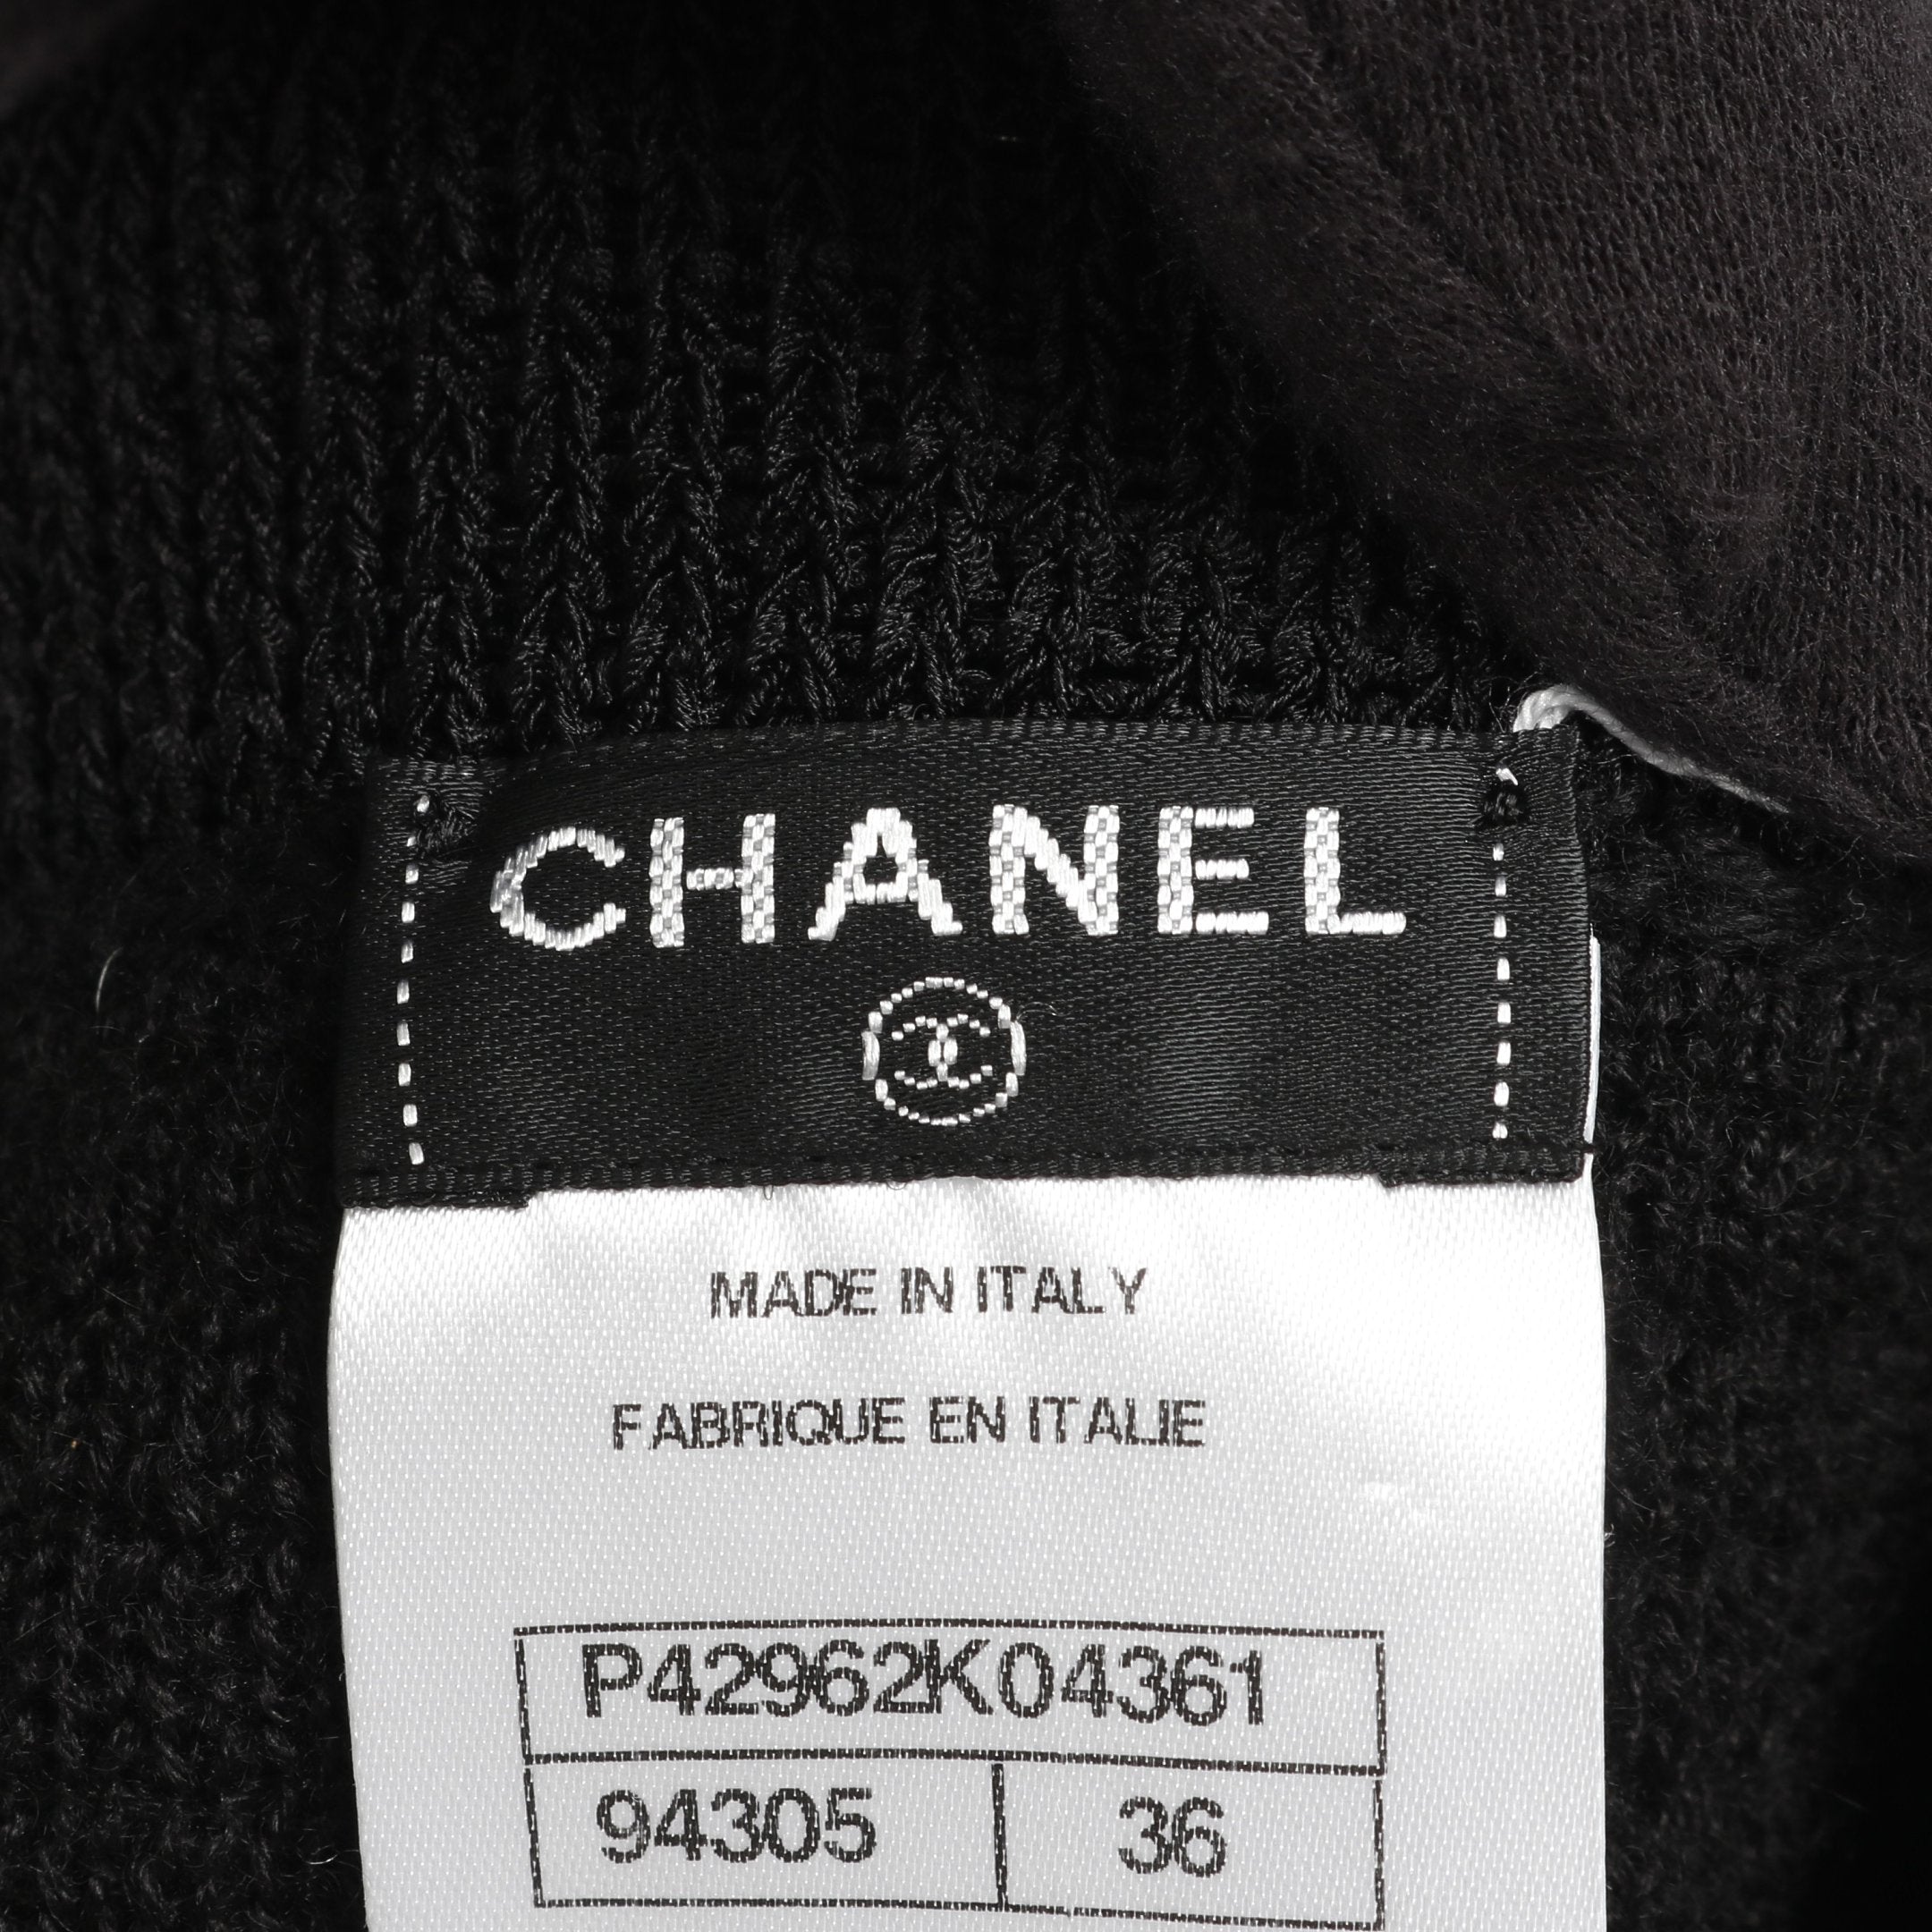 CHANEL
MADE IN ITALY
FABRIQUE EN ITALIE
P42962K04361
94305 36